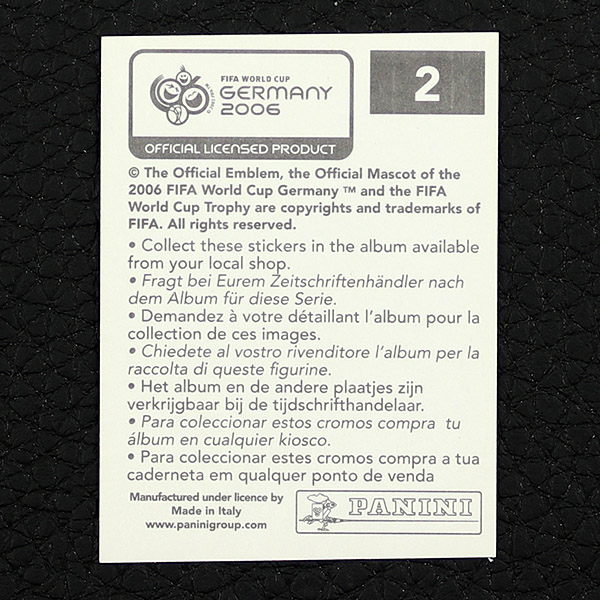 FIFA WORLD CUP
GERMANY
2006
OFFICIAL LICENSED PRODUCT
2
© The Official Emblem, the Official Mascot of the
2006 FIFA World Cup Germany ™ and the FIFA
World Cup Trophy are copyrights and trademarks of
FIFA. All rights reserved.
• Collect these stickers in the album available
from your local shop.
• Fragt bei Eurem Zeitschriftenhändler nach
dem Album für diese Serie.
• Demandez à votre détaillant l'album pour la
collection de ces images.
• Chiedete al vostro rivenditore l'album per la
raccolta di queste figurine.
• Het album en de andere plaatjes zijn
verkrijgbaar bij de tijdschrifthandelaar.
• Para coleccionar estos cromos compra tu
álbum en cualquier kiosco.
• Para coleccionar estes cromos compra a tua
caderneta em qualquer ponto de venda
Manufactured under licence by
Made in Italy
www.paninigroup.com
PANINI